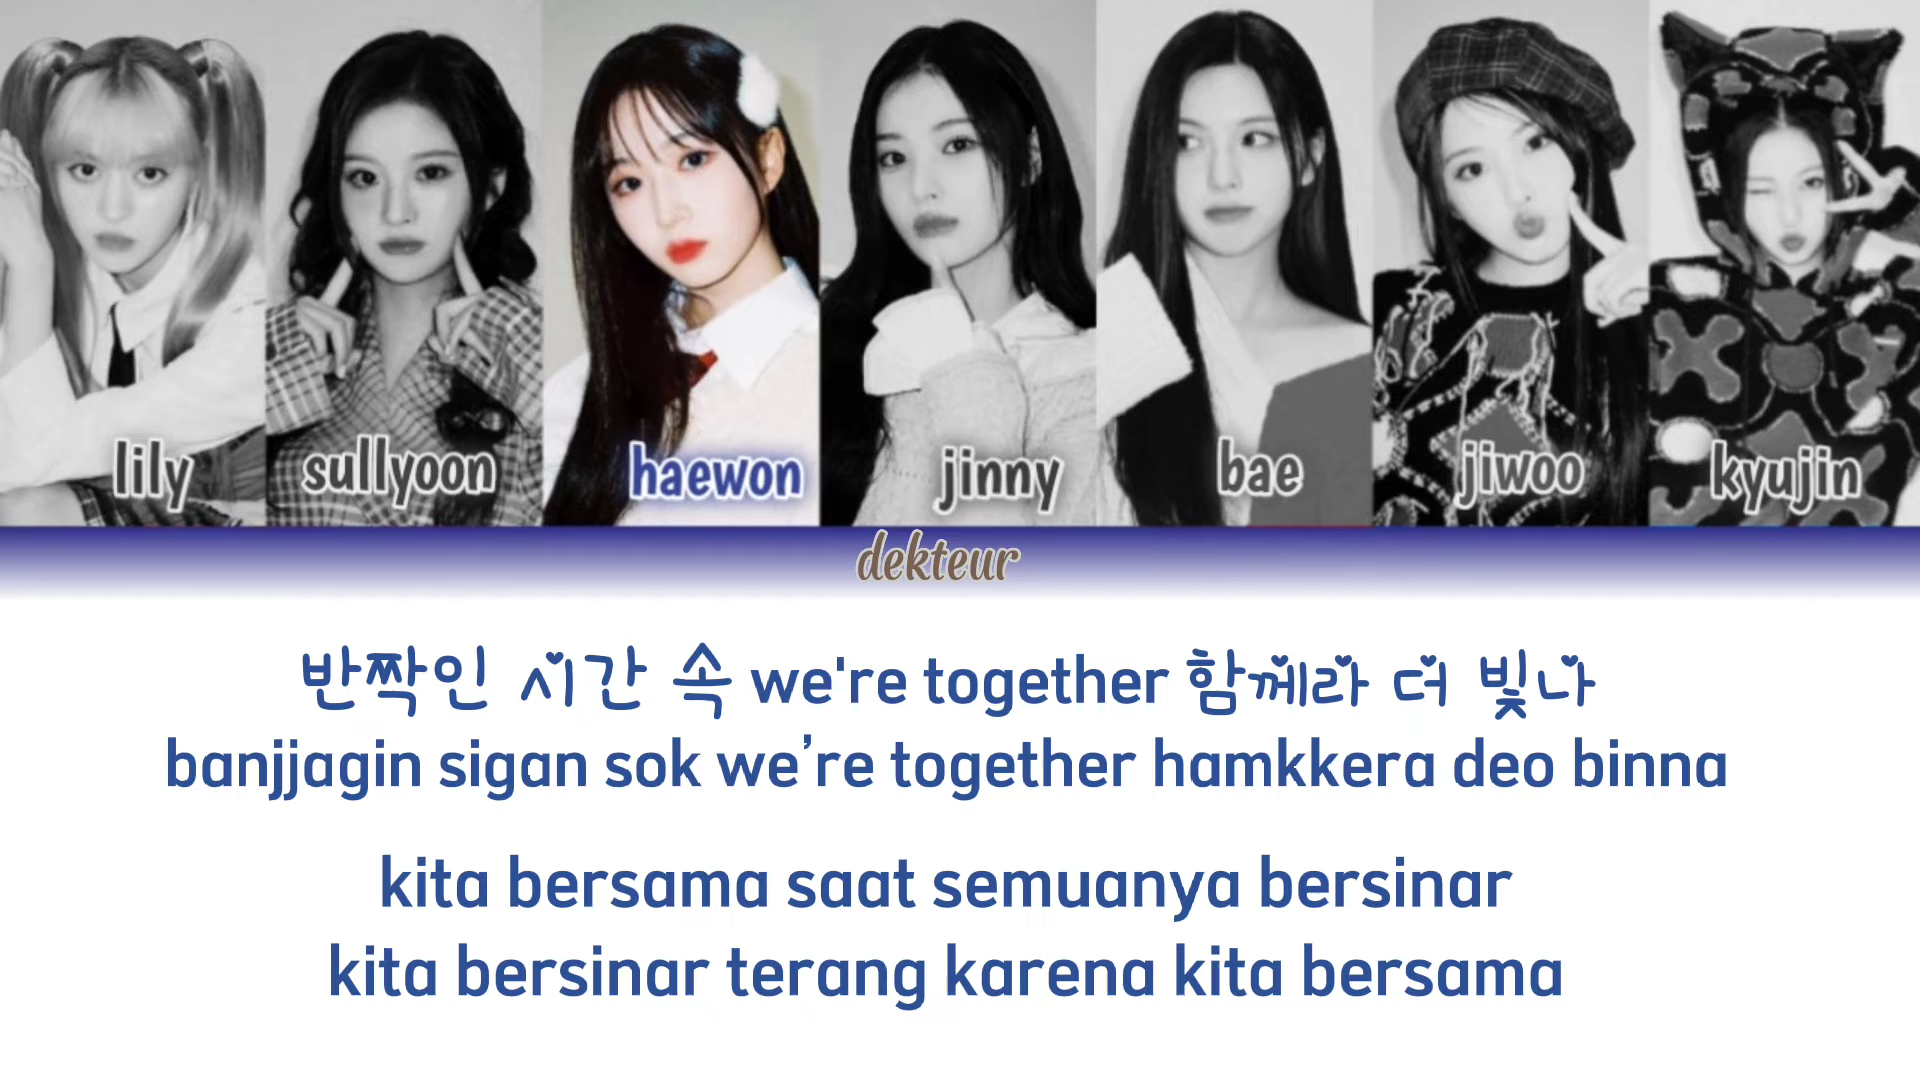 lily sullyoon haewon jinny bae jiwoo kyujin
dekteur
반짝인 시간 속 we're together 함께라 더 빛나
banjjagin sigan sok we’re together hamkkera deo binna
kita bersama saat semuanya bersinar
kita bersinar terang karena kita bersama